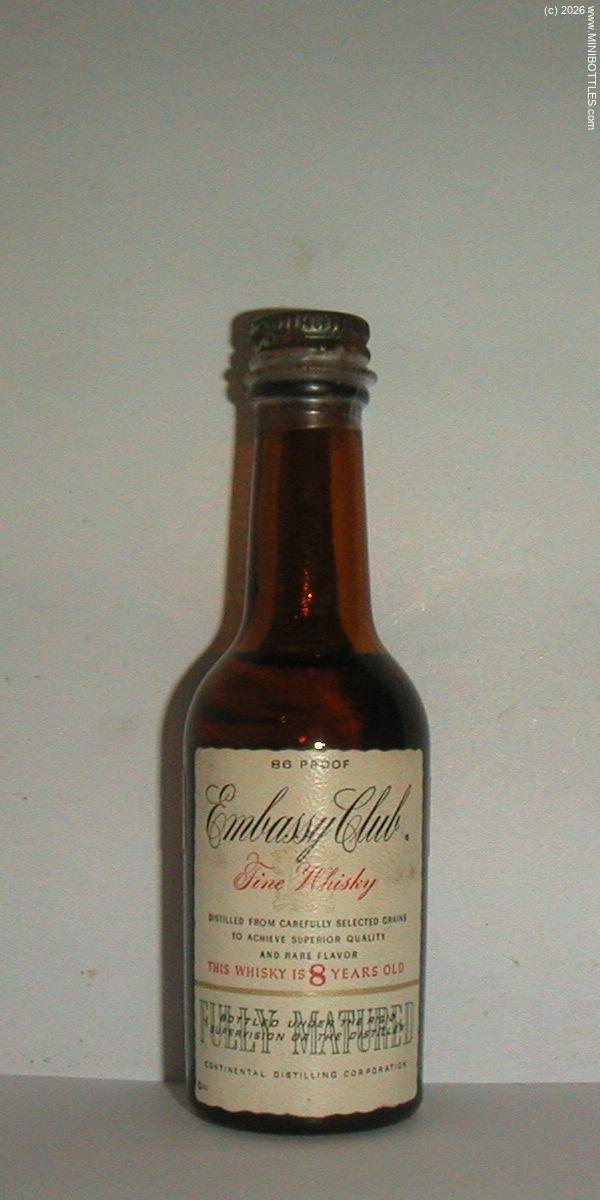 (c) 2026 www.MINIBOTTLES.com
86 PROOF
Embassy Club.
Fine Whisky
DISTILLED FROM CAREFULLY SELECTED GRAINS
TO ACHIEVE SUPERIOR QUALITY
AND RARE FLAVOR
THIS WHISKY IS 8 YEARS OLD
FULLY MATURED
BOTTLED UNDER THE RIGID
SUPERVISION OF THE DISTILLER
CONTINENTAL DISTILLING CORPORATION